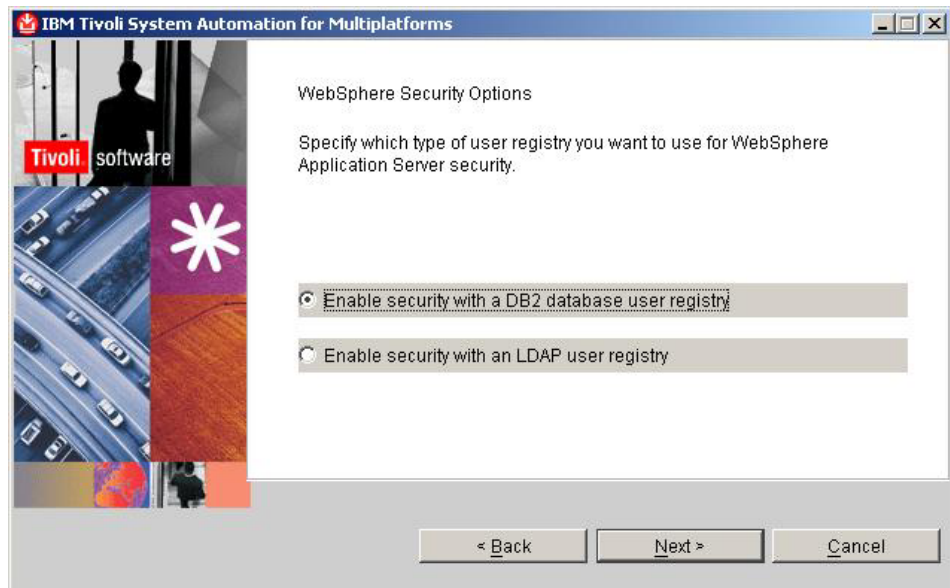 IBM Tivoli System Automation for Multiplatforms
Tivoli software
WebSphere Security Options
Specify which type of user registry you want to use for WebSphere
Application Server security.
Enable security with a DB2 database user registry
Enable security with an LDAP user registry
< Back Next > Cancel